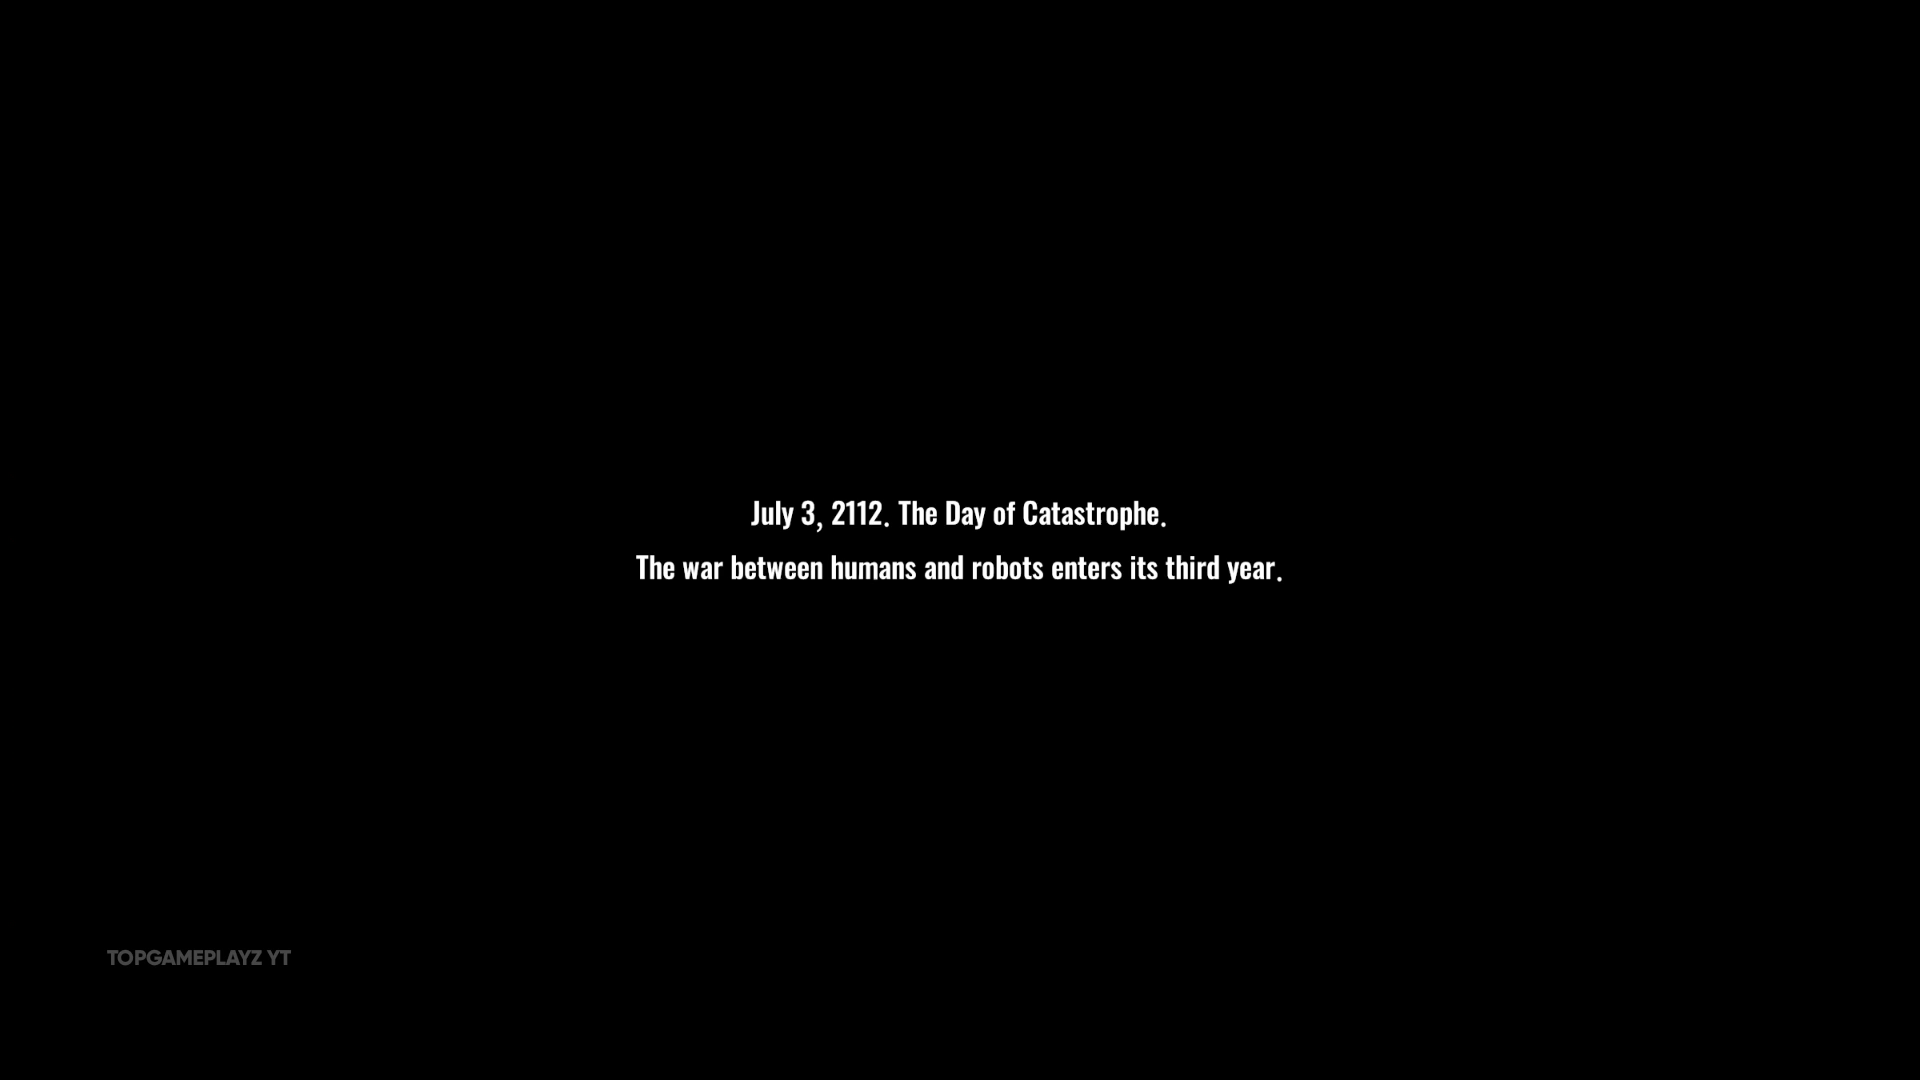 July 3, 2112. The Day of Catastrophe.
The war between humans and robots enters its third year.
TOPGAMEPLAYZ YT